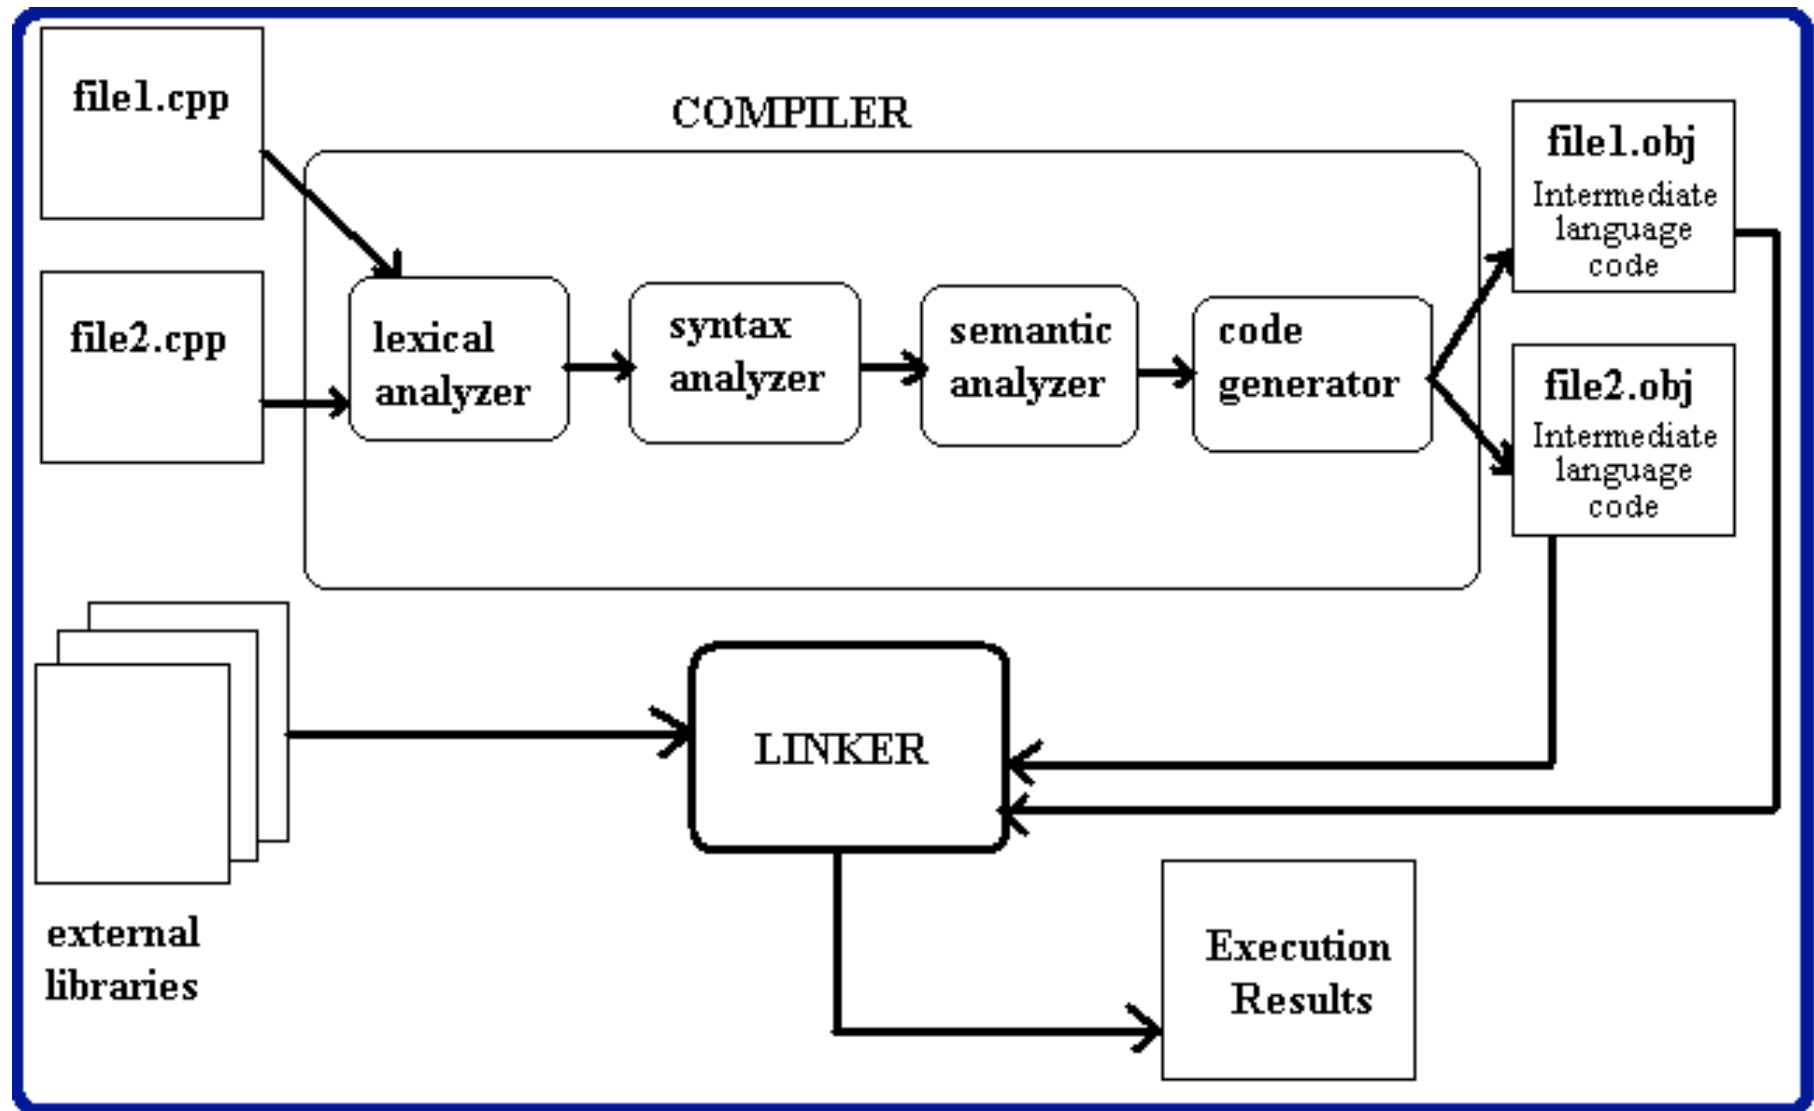 file1.cpp
COMPILER
file1.obj
Intermediate
language
code
file2.cpp
lexical
analyzer
syntax
analyzer
semantic
analyzer
code
generator
file2.obj
Intermediate
language
code
LINKER
external
libraries
Execution
Results